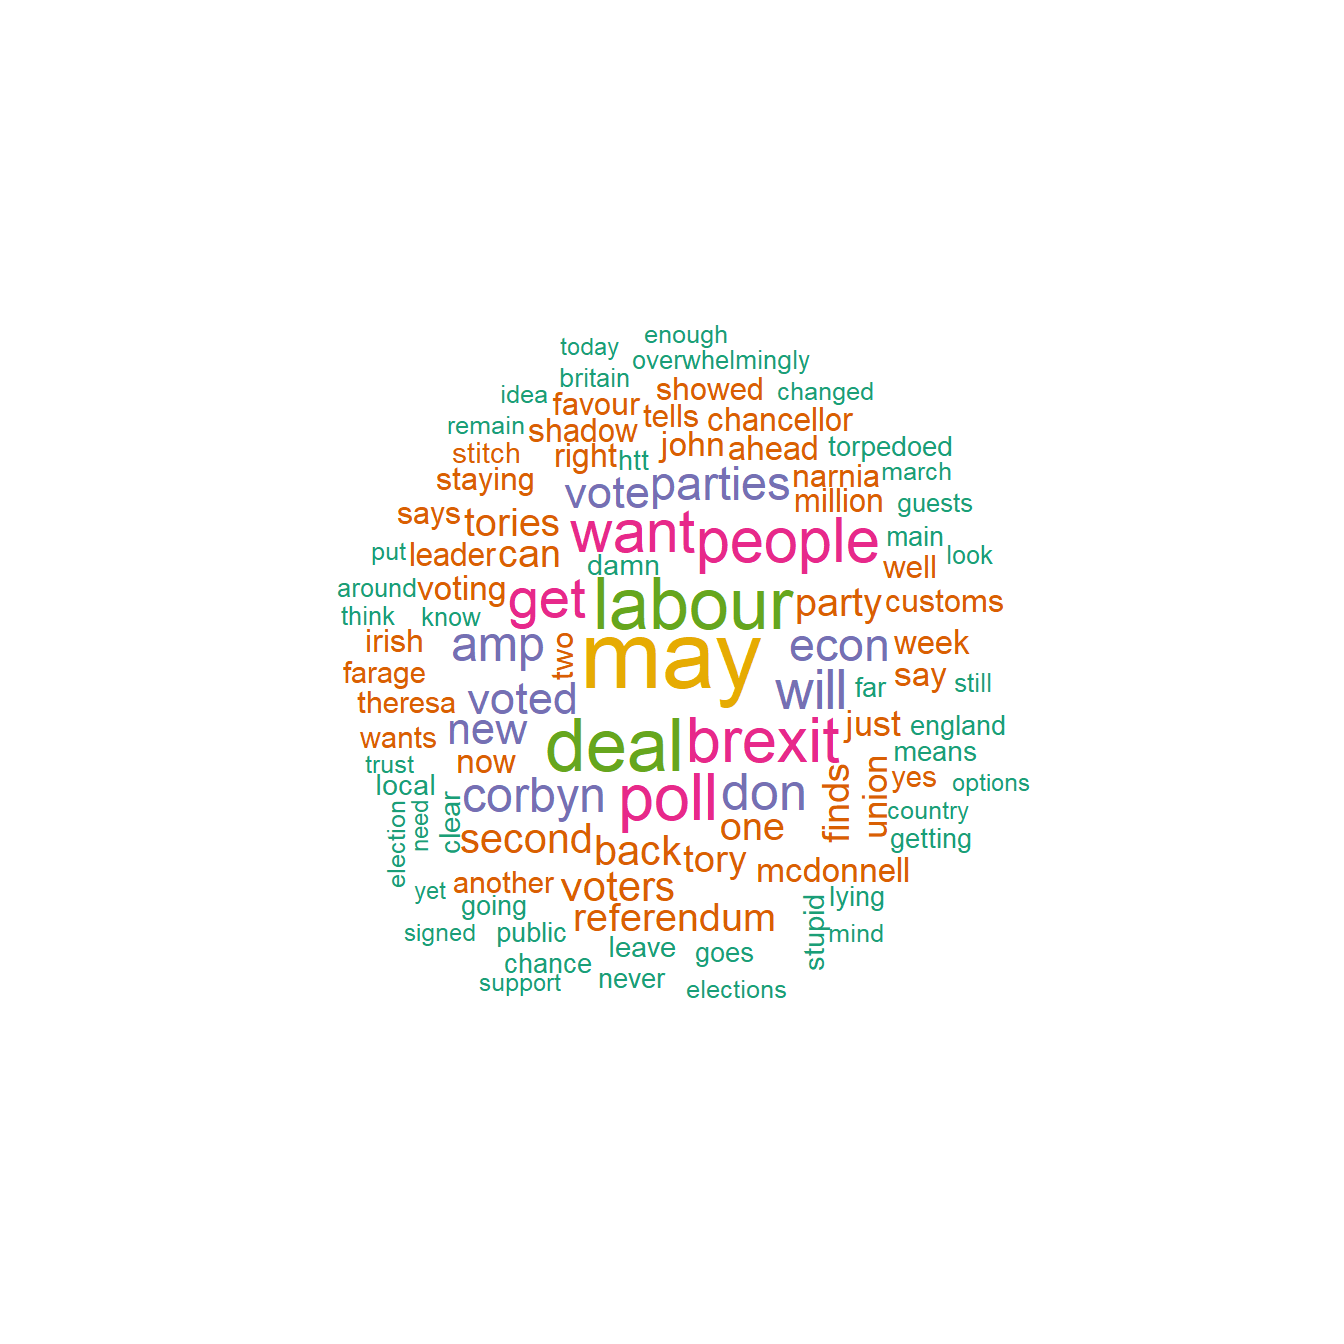 enough
today
overwhelmingly
britain
idea favour showed changed
remain shadow tells chancellor
stitch right htt john ahead torpedoed
staying vote parties narnia march
million guests
says tories want people main
put leader can damn well look
around voting get labour party customs
think know
irish amp two may econ week
farage will far say still
theresa voted
wants new deal brexit just england
trust now means
local corbyn poll don finds union yes options
election need clear second one country
back tory getting
yet another voters mcdonnell
going referendum stupid lying
signed public leave goes mind
chance never
support elections